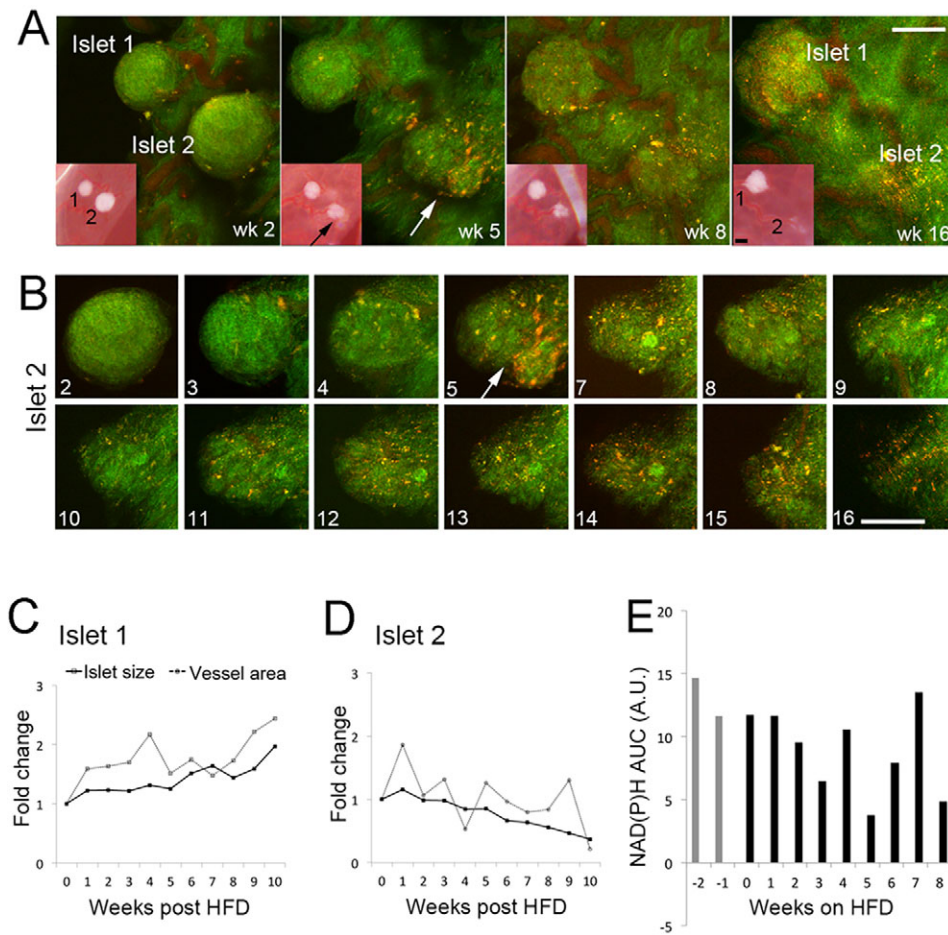 A
Islet 1
Islet 2
1
2
wk 2
wk 5
wk 8
Islet 1
Islet 2
1
2
wk 16
B
Islet 2
2
3
4
5
7
8
9
10
11
12
13
14
15
16
C
Islet 1
Islet size
Vessel area
Fold change
3
2
1
0
0 1 2 3 4 5 6 7 8 9 10
Weeks post HFD
D
Islet 2
Fold change
3
2
1
0
0 1 2 3 4 5 6 7 8 9 10
Weeks post HFD
E
NAD(P)H AUC (A.U.)
20
15
10
5
0
-5
-2 -1 0 1 2 3 4 5 6 7 8
Weeks on HFD